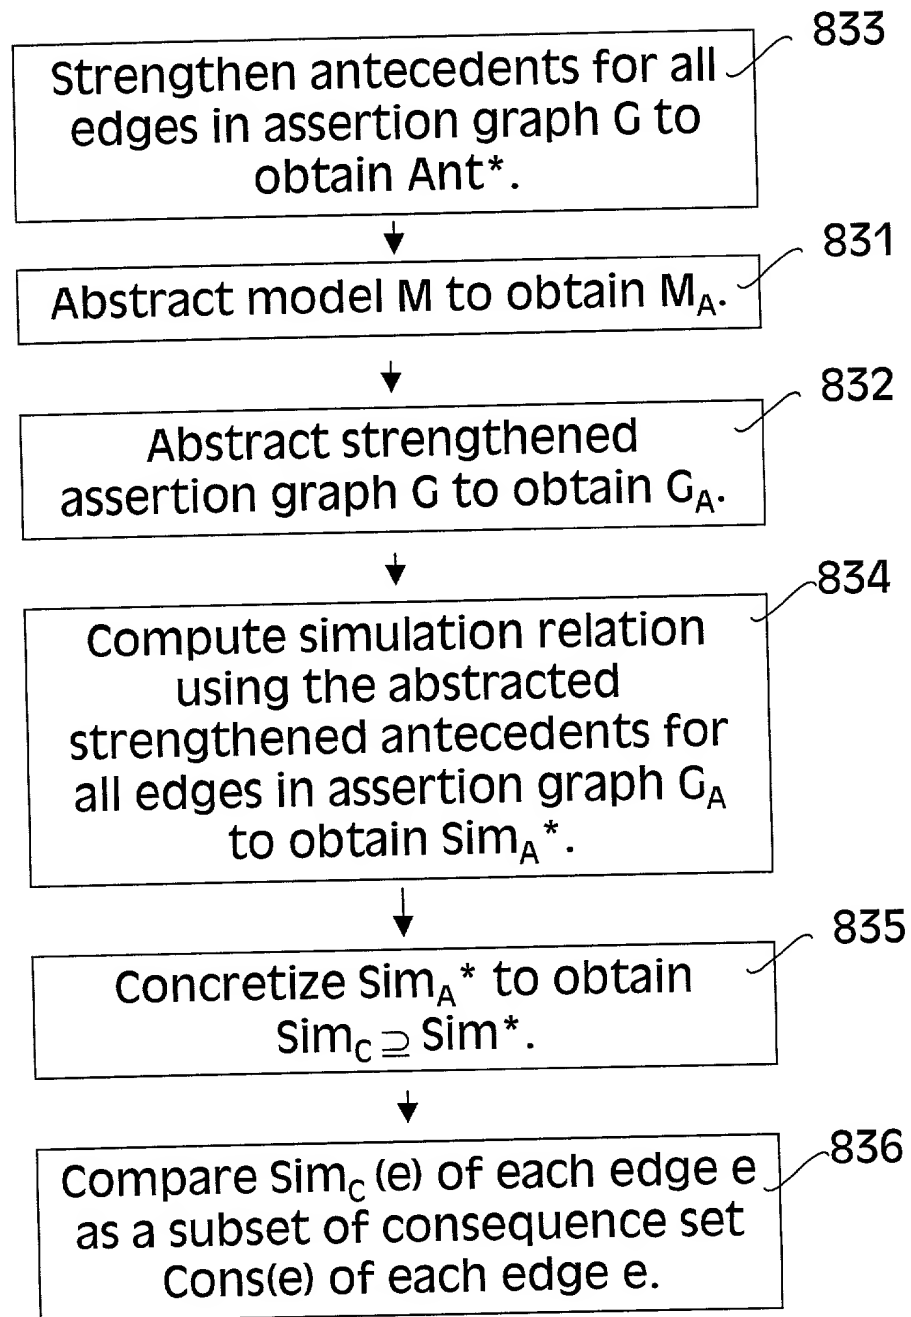 833
Strengthen antecedents for all
edges in assertion graph G to
obtain Ant*.
831
Abstract model M to obtain M_A.
832
Abstract strengthened
assertion graph G to obtain G_A.
834
Compute simulation relation
using the abstracted
strengthened antecedents for
all edges in assertion graph G_A
to obtain Sim_A*.
835
Concretize Sim_A* to obtain
Sim_C ⊇ Sim*.
836
Compare Sim_C (e) of each edge e
as a subset of consequence set
Cons(e) of each edge e.